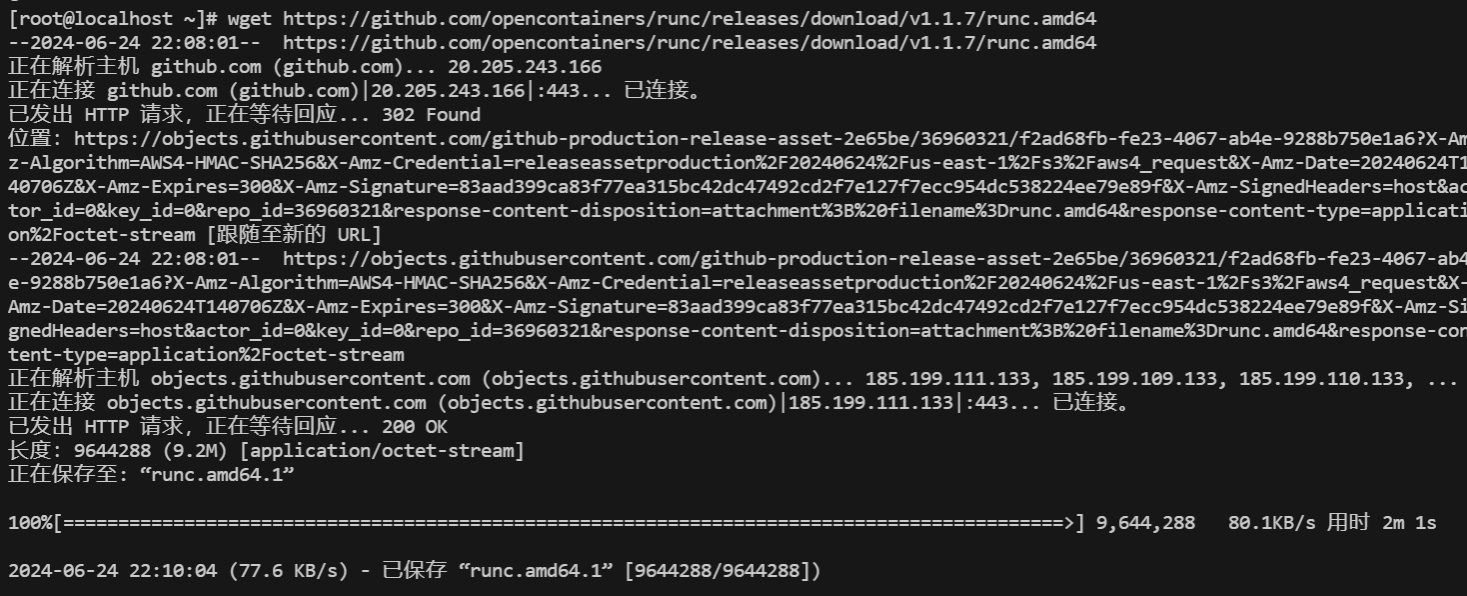 [root@localhost ~]# wget https://github.com/opencontainers/runc/releases/download/v1.1.7/runc.amd64
--2024-06-24 22:08:01--  https://github.com/opencontainers/runc/releases/download/v1.1.7/runc.amd64
正在解析主机 github.com (github.com)... 20.205.243.166
正在连接 github.com (github.com)|20.205.243.166|:443... 已连接。
已发出 HTTP 请求，正在等待回应... 302 Found
位置：https://objects.githubusercontent.com/github-production-release-asset-2e65be/36960321/f2ad68fb-fe23-4067-ab4e-9288b750e1a6?X-Am
z-Algorithm=AWS4-HMAC-SHA256&X-Amz-Credential=releaseassetproduction%2F20240624%2Fus-east-1%2Fs3%2Faws4_request&X-Amz-Date=20240624T1
40706Z&X-Amz-Expires=300&X-Amz-Signature=83aad399ca83f77ea315bc42dc47492cd2f7e127f7ecc954dc538224ee79e89f&X-Amz-SignedHeaders=host&ac
tor_id=0&key_id=0&repo_id=36960321&response-content-disposition=attachment%3B%20filename%3Drunc.amd64&response-content-type=applicati
on%2Foctet-stream [跟随至新的 URL]
--2024-06-24 22:08:01--  https://objects.githubusercontent.com/github-production-release-asset-2e65be/36960321/f2ad68fb-fe23-4067-ab4
e-9288b750e1a6?X-Amz-Algorithm=AWS4-HMAC-SHA256&X-Amz-Credential=releaseassetproduction%2F20240624%2Fus-east-1%2Fs3%2Faws4_request&X-
Amz-Date=20240624T140706Z&X-Amz-Expires=300&X-Amz-Signature=83aad399ca83f77ea315bc42dc47492cd2f7e127f7ecc954dc538224ee79e89f&X-Amz-Si
gnedHeaders=host&actor_id=0&key_id=0&repo_id=36960321&response-content-disposition=attachment%3B%20filename%3Drunc.amd64&response-con
tent-type=application%2Foctet-stream
正在解析主机 objects.githubusercontent.com (objects.githubusercontent.com)... 185.199.111.133, 185.199.109.133, 185.199.110.133, ...
正在连接 objects.githubusercontent.com (objects.githubusercontent.com)|185.199.111.133|:443... 已连接。
已发出 HTTP 请求，正在等待回应... 200 OK
长度：9644288 (9.2M) [application/octet-stream]
正在保存至: “runc.amd64.1”
100%[===========================================================================================>] 9,644,288   80.1KB/s 用时 2m 1s
2024-06-24 22:10:04 (77.6 KB/s) - 已保存 “runc.amd64.1” [9644288/9644288])